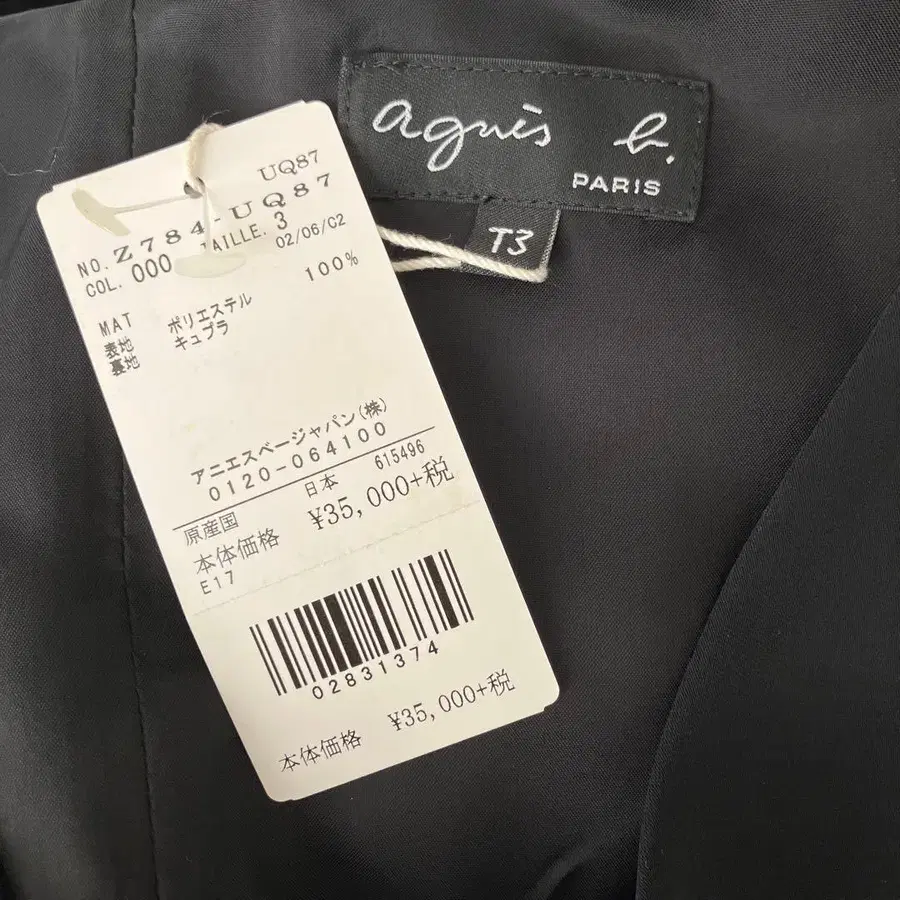 agnès b.
PARIS
T3
UQ87
NO. Z784-UQ87
COL. 000 TAILLE. 3
02/06/C2
MAT 100%
表地 ポリエステル
裏地 キュプラ
アニエスベージャパン(株)
0120-064100
615496
原産国 日本
本体価格 ¥35,000+税
E17
02831374
本体価格 ¥35,000+税